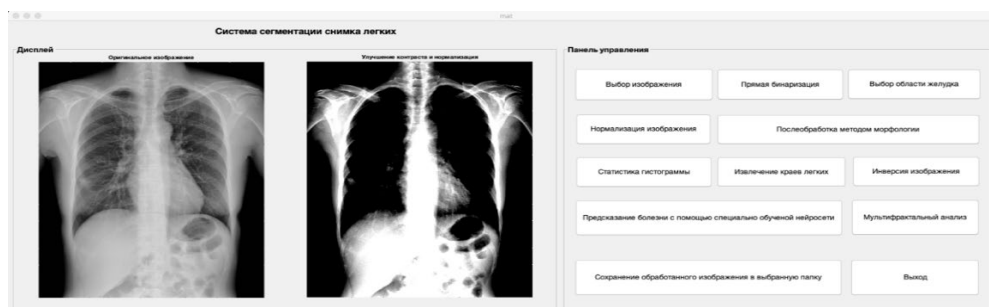 mat
Система сегментации снимка легких
Дисплей
Оригинальное изображение
Улучшение контраста и нормализация
Панель управления
Выбор изображения
Прямая бинаризация
Выбор области желудка
Нормализация изображения
Послеобработка методом морфологии
Статистика гистограммы
Извлечение краев легких
Инверсия изображения
Предсказание болезни с помощью специально обученой нейросети
Мультифрактальный анализ
Сохранение обработанного изображения в выбранную папку
Выход